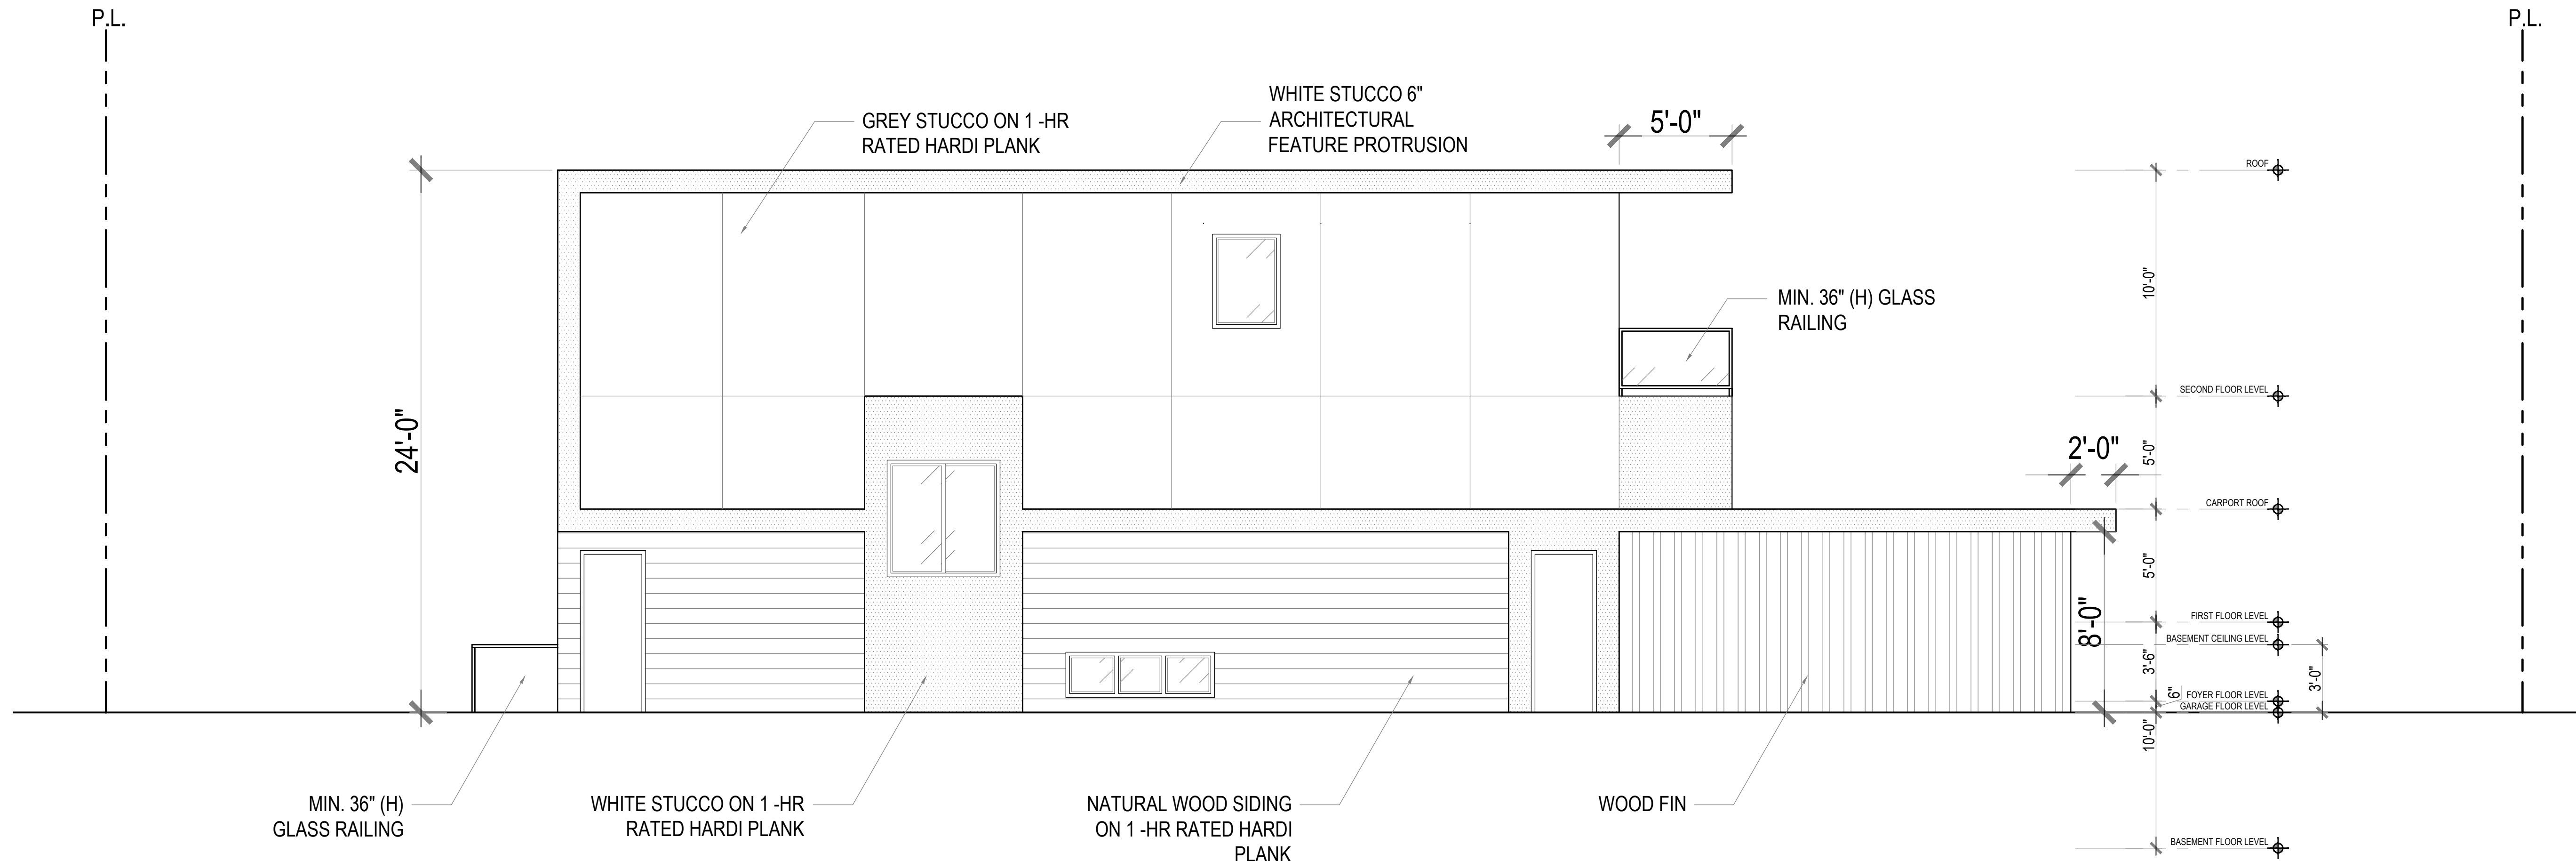 P.L.
P.L.
GREY STUCCO ON 1 -HR
RATED HARDI PLANK
WHITE STUCCO 6"
ARCHITECTURAL
FEATURE PROTRUSION
5'-0"
ROOF
10'-0"
MIN. 36" (H) GLASS
RAILING
SECOND FLOOR LEVEL
24'-0"
2'-0"
5'-0"
CARPORT ROOF
5'-0"
8'-0"
FIRST FLOOR LEVEL
BASEMENT CEILING LEVEL
3'-6"
3'-0"
6"
FOYER FLOOR LEVEL
GARAGE FLOOR LEVEL
10'-0"
MIN. 36" (H)
GLASS RAILING
WHITE STUCCO ON 1 -HR
RATED HARDI PLANK
NATURAL WOOD SIDING
ON 1 -HR RATED HARDI
PLANK
WOOD FIN
BASEMENT FLOOR LEVEL